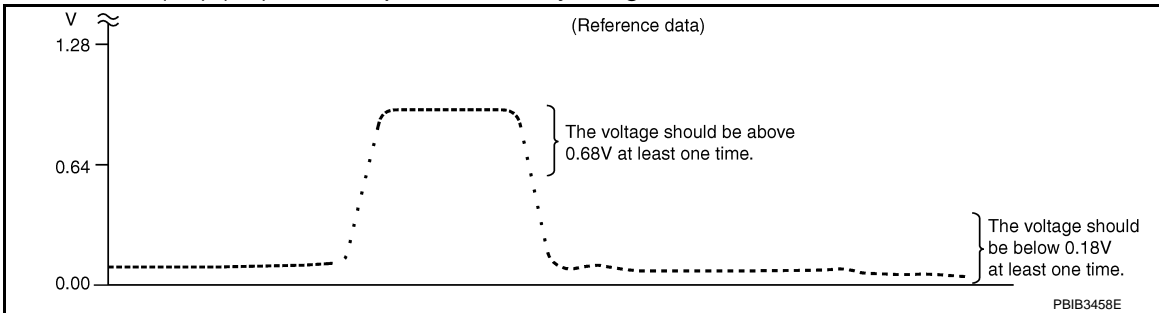 V
(Reference data)
1.28
The voltage should be above
0.68V at least one time.
0.64
The voltage should
be below 0.18V
at least one time.
0.00
PBIB3458E